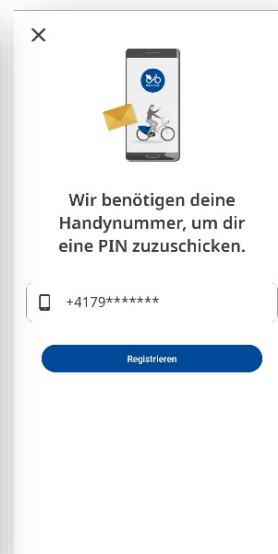 Wir benötigen deine
Handynummer, um dir
eine PIN zuzuschicken.
+4179*******
Registrieren